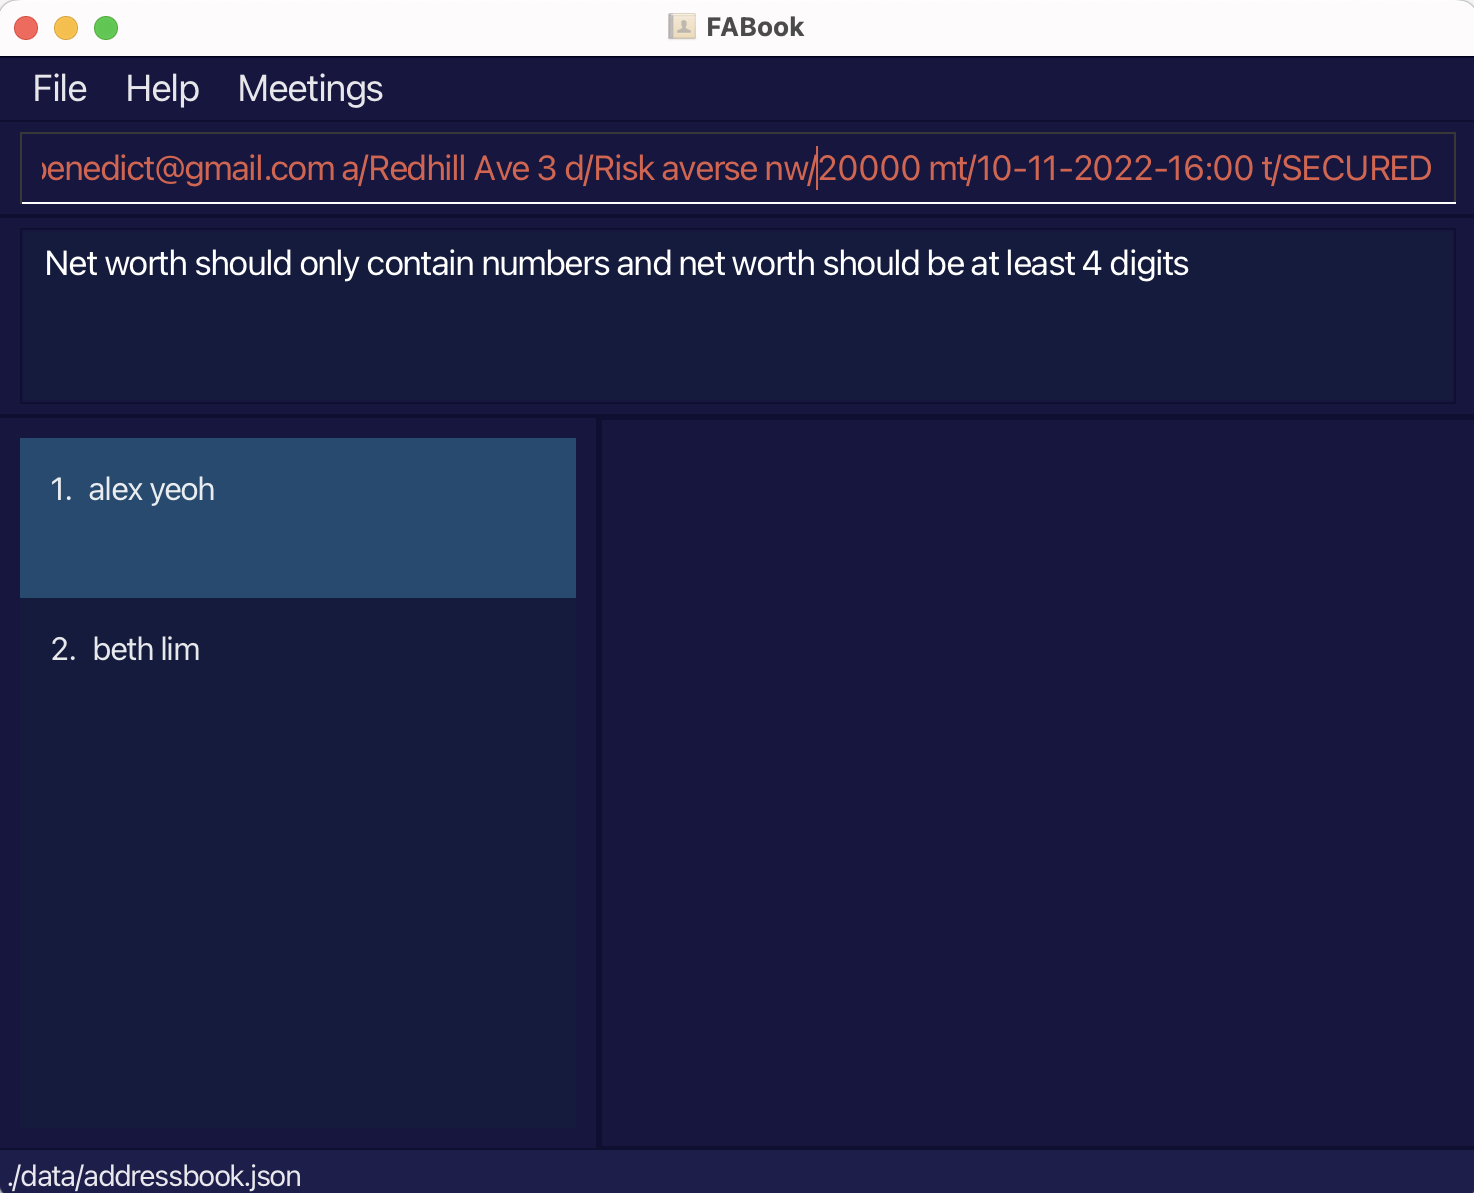 FABook
File Help Meetings
benedict@gmail.com a/Redhill Ave 3 d/Risk averse nw/20000 mt/10-11-2022-16:00 t/SECURED
Net worth should only contain numbers and net worth should be at least 4 digits
1. alex yeoh
2. beth lim
./data/addressbook.json